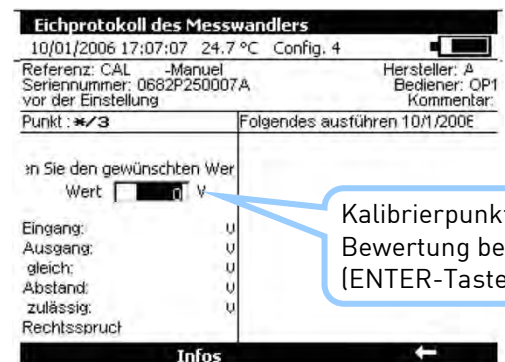 Eichprotokoll des Messwandlers
10/01/2006 17:07:07 24.7 °C Config. 4
Referenz: CAL -Manuel Hersteller: A
Seriennummer: 0682P250007A Bediener: OP1
vor der Einstellung Kommentar:
Punkt : */3 Folgendes ausführen 10/1/2006
en Sie den gewünschten Wer
Wert 0 V
Kalibrierpunkt
Bewertung be
(ENTER-Taste
Eingang: V
Ausgang: V
gleich: V
Abstand: V
zulässig: V
Rechtsspruch
Infos